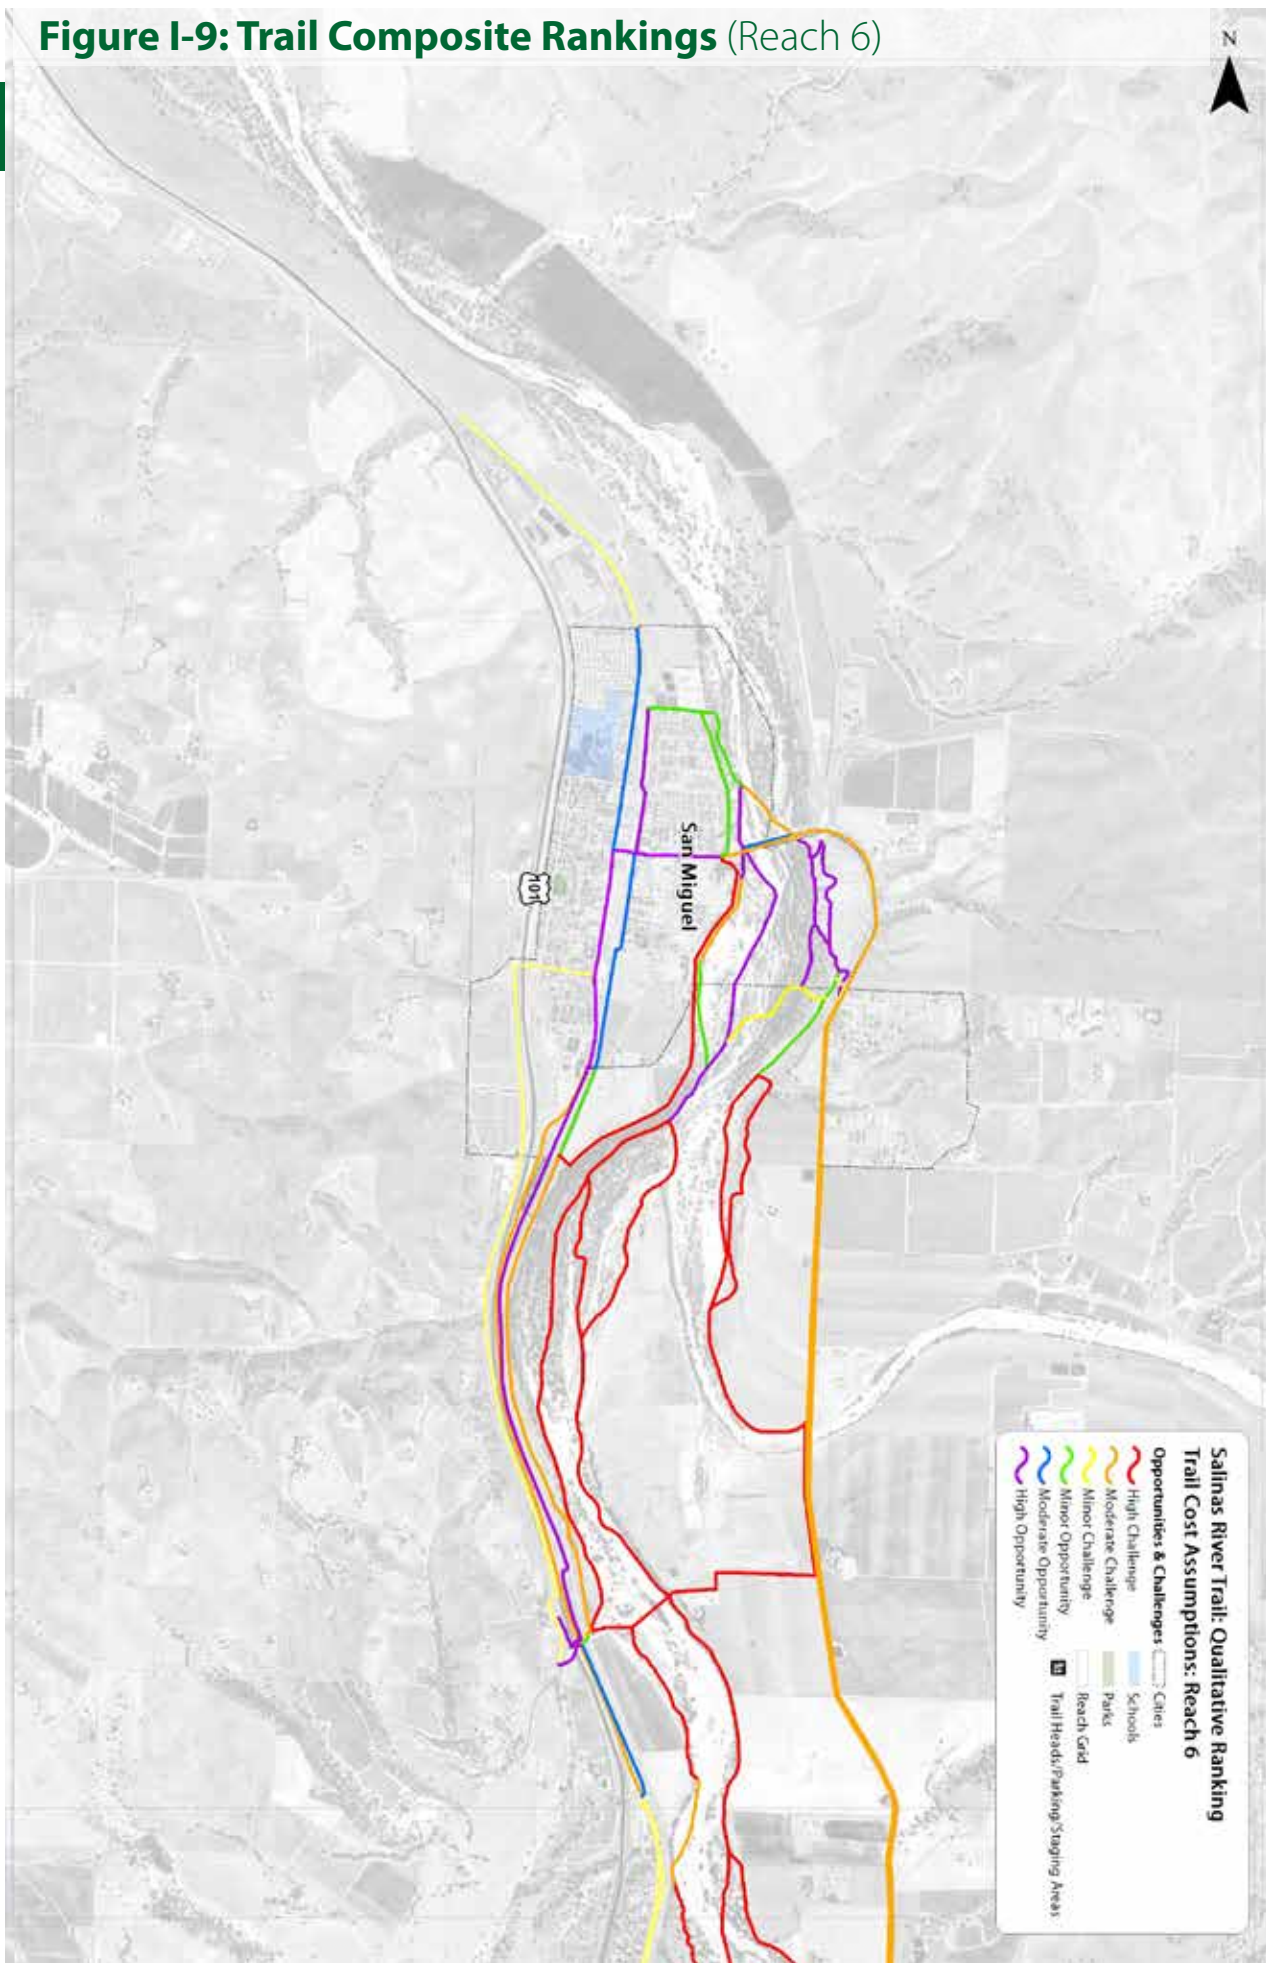 Figure I-9: Trail Composite Rankings (Reach 6)
N
San Miguel
101
Salinas River Trail: Qualitative Ranking
Trail Cost Assumptions: Reach 6
Opportunities & Challenges
High Challenge
Moderate Challenge
Minor Challenge
Minor Opportunity
Moderate Opportunity
High Opportunity
Cities
Schools
Parks
Reach Grid
Trail Heads/Parking/Staging Areas